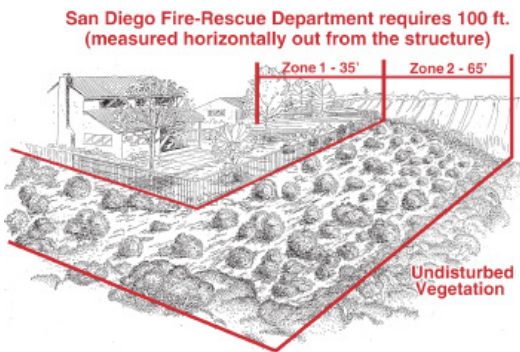 San Diego Fire-Rescue Department requires 100 ft.
(measured horizontally out from the structure)
Zone 1 - 35'
Zone 2 - 65'
Undisturbed
Vegetation